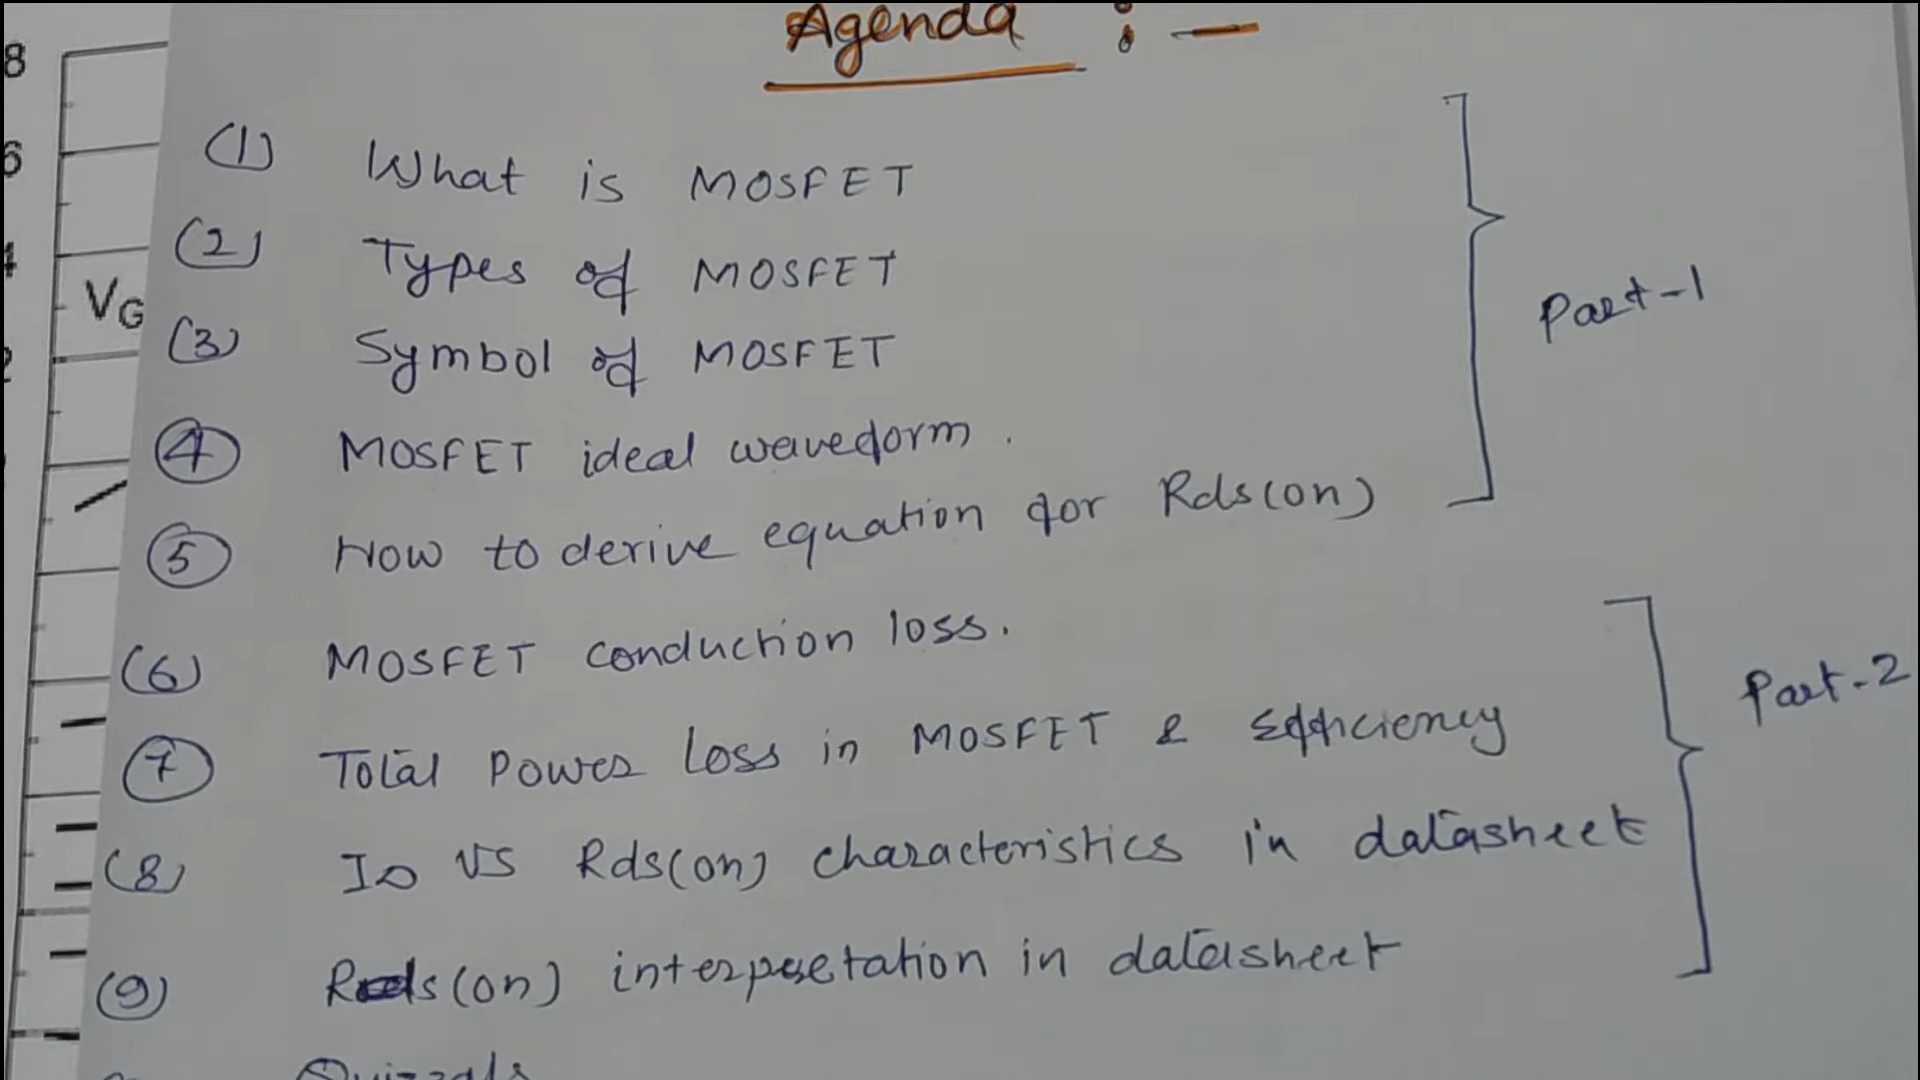 Agenda :-
(1) What is MOSFET
(2) Types of MOSFET
(3) Symbol of MOSFET
(4) MOSFET ideal waveform.
(5) How to derive equation for Rds(on)
Part-1
(6) MOSFET conduction loss.
(7) Total Power Loss in MOSFET & Efficiency
(8) ID VS Rds(on) characteristics in datasheet
(9) Rds(on) interpretation in datasheet
Part-2
8
6
4
2
VG